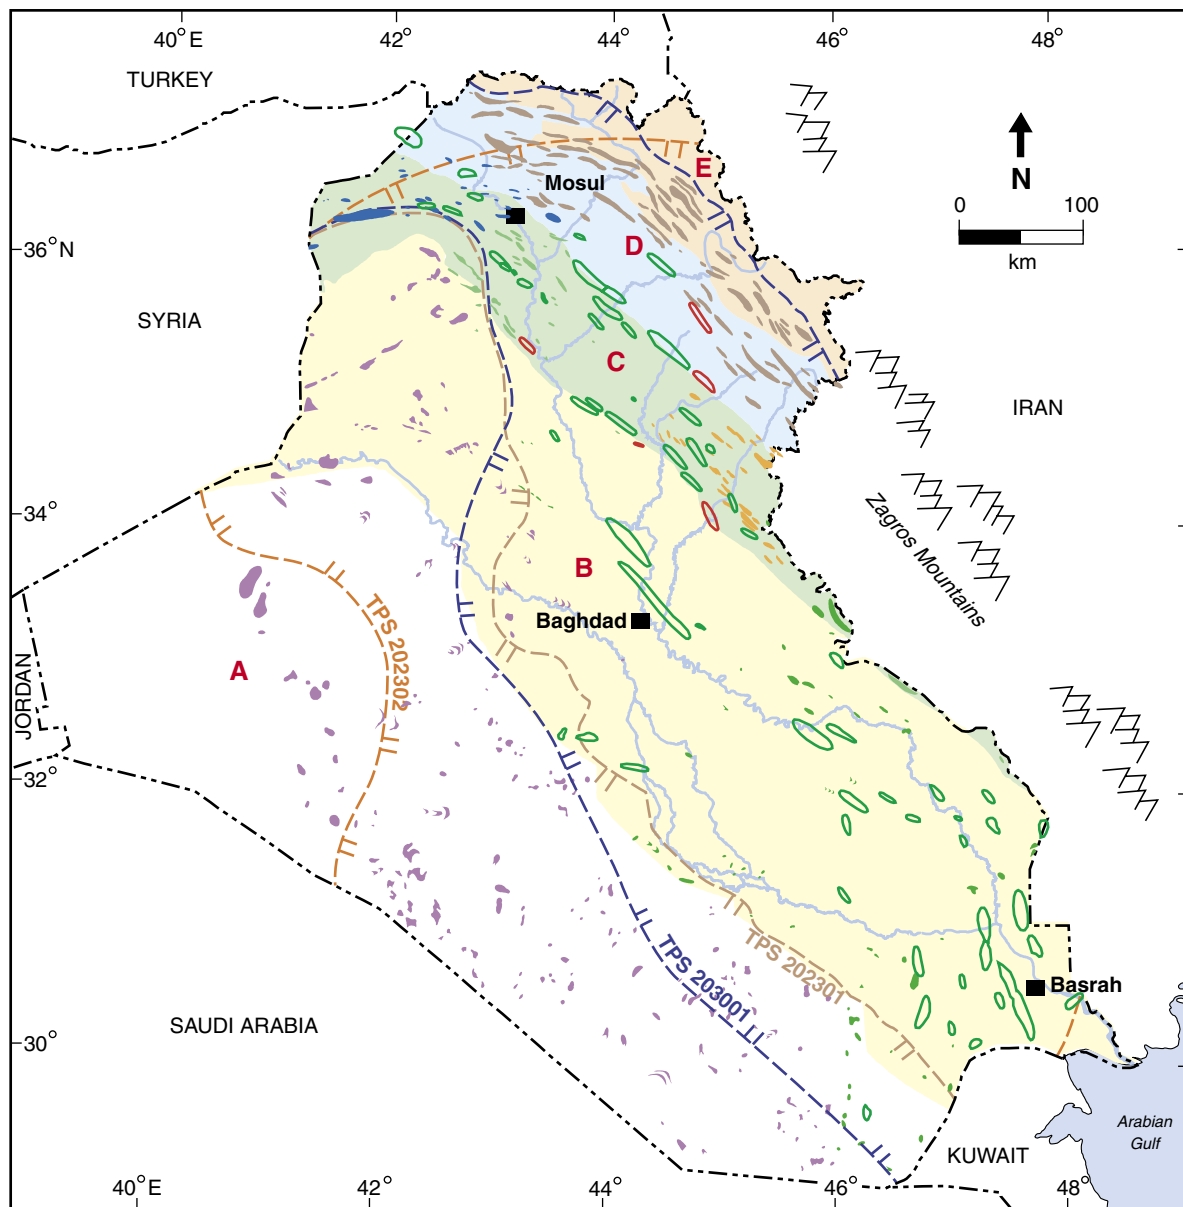 40°E
42°
44°
46°
48°
TURKEY
N
0
100
km
E
Mosul
36°N
D
SYRIA
C
IRAN
34°
Zagros Mountains
B
TPS 202302
Baghdad
JORDAN
A
32°
TPS 203001
TPS 202301
Basrah
SAUDI ARABIA
30°
Arabian
Gulf
KUWAIT
40°E
42°
44°
46°
48°